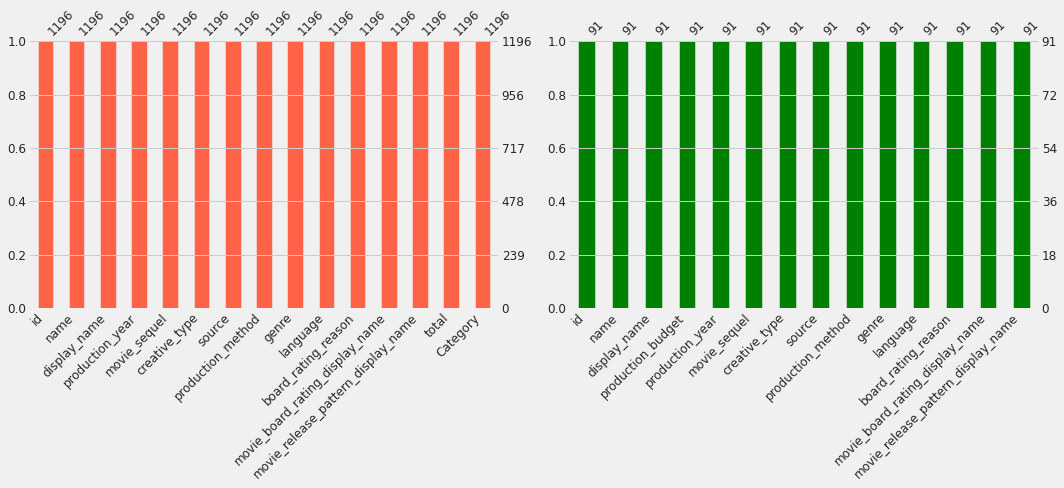 1196 1196 1196 1196 1196 1196 1196 1196 1196 1196 1196 1196 1196 1196 1196
1.0 0.8 0.6 0.4 0.2 0.0
1196 956 717 478 239 0
id
name
display_name
production_year
movie_sequel
creative_type
source
production_method
genre
language
board_rating_reason
movie_board_rating_display_name
movie_release_pattern_display_name
total
Category
91 91 91 91 91 91 91 91 91 91 91 91 91 91
1.0 0.8 0.6 0.4 0.2 0.0
91 72 54 36 18 0
id
name
display_name
production_budget
production_year
movie_sequel
creative_type
source
production_method
genre
language
board_rating_reason
movie_board_rating_display_name
movie_release_pattern_display_name